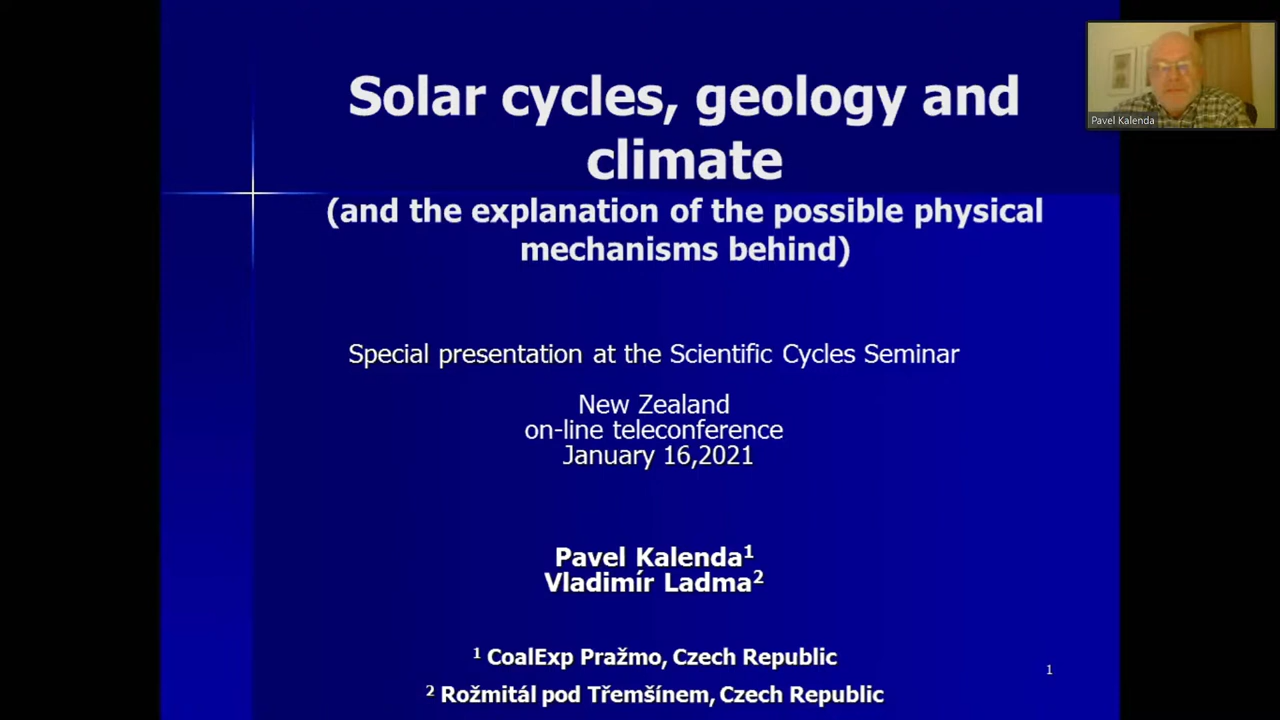 Solar cycles, geology and
climate
(and the explanation of the possible physical
mechanisms behind)
Pavel Kalenda
Special presentation at the Scientific Cycles Seminar
New Zealand
on-line teleconference
January 16,2021
Pavel Kalenda¹
Vladimír Ladma²
¹ CoalExp Pražmo, Czech Republic
1
² Rožmitál pod Třemšínem, Czech Republic